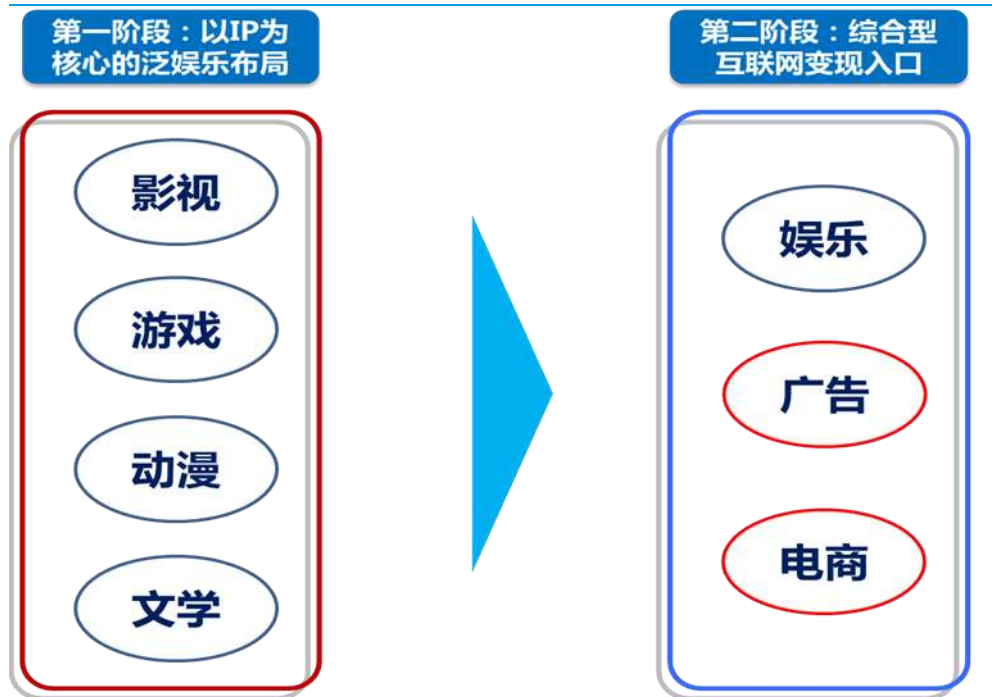 第一阶段：以IP为
核心的泛娱乐布局
影视
游戏
动漫
文学
第二阶段：综合型
互联网变现入口
娱乐
广告
电商